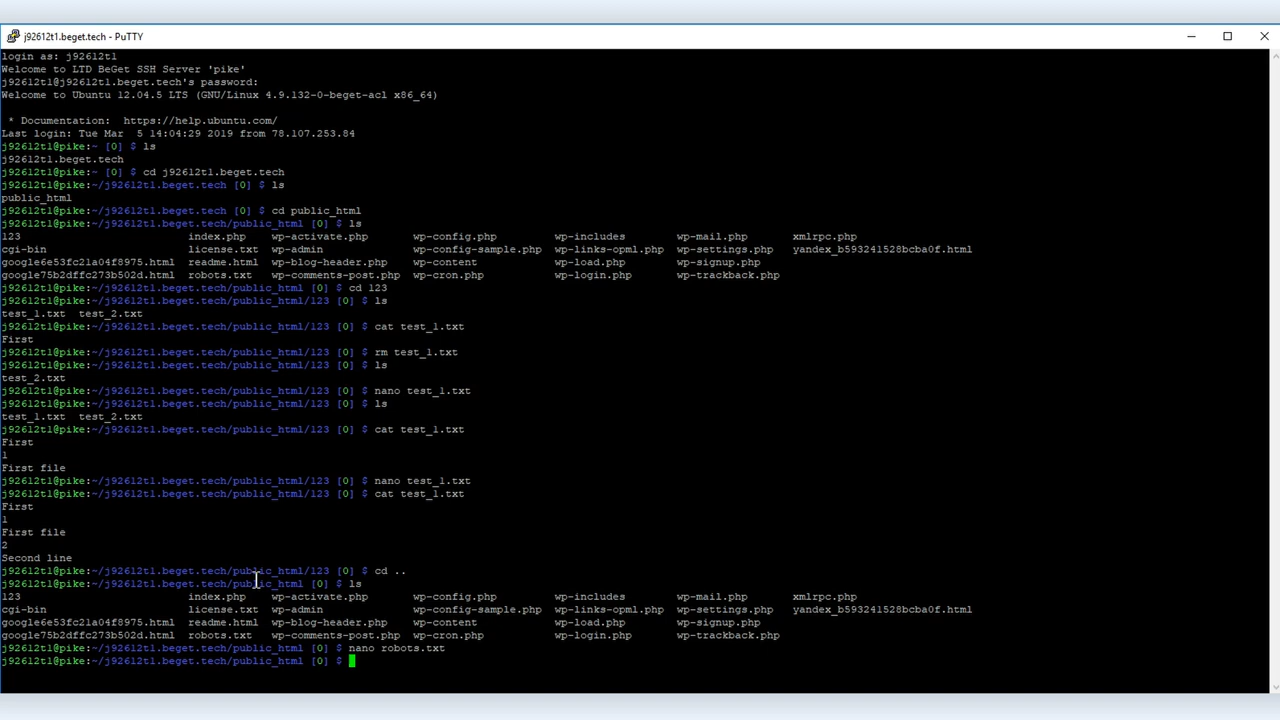 j92612t1.beget.tech - PuTTY
login as: j92612t1
Welcome to LTD BeGet SSH Server 'pike'
j92612t1@j92612t1.beget.tech's password:
Welcome to Ubuntu 12.04.5 LTS (GNU/Linux 4.9.132-0-beget-acl x86_64)
* Documentation:  https://help.ubuntu.com/
Last login: Tue Mar  5 14:04:29 2019 from 78.107.253.84
j92612t1@pike:~ [0] $ ls
j92612t1.beget.tech
j92612t1@pike:~ [0] $ cd j92612t1.beget.tech
j92612t1@pike:~/j92612t1.beget.tech [0] $ ls
public_html
j92612t1@pike:~/j92612t1.beget.tech [0] $ cd public_html
j92612t1@pike:~/j92612t1.beget.tech/public_html [0] $ ls
123 index.php wp-activate.php wp-config.php wp-includes wp-mail.php xmlrpc.php
cgi-bin license.txt wp-admin wp-config-sample.php wp-links-opml.php wp-settings.php yandex_b593241528bcba0f.html
google6e53fc21a04f8975.html readme.html wp-blog-header.php wp-content wp-load.php wp-signup.php
google75b2dffc273b502d.html robots.txt wp-comments-post.php wp-cron.php wp-login.php wp-trackback.php
j92612t1@pike:~/j92612t1.beget.tech/public_html [0] $ cd 123
j92612t1@pike:~/j92612t1.beget.tech/public_html/123 [0] $ ls
test_1.txt  test_2.txt
j92612t1@pike:~/j92612t1.beget.tech/public_html/123 [0] $ cat test_1.txt
First
j92612t1@pike:~/j92612t1.beget.tech/public_html/123 [0] $ rm test_1.txt
j92612t1@pike:~/j92612t1.beget.tech/public_html/123 [0] $ ls
test_2.txt
j92612t1@pike:~/j92612t1.beget.tech/public_html/123 [0] $ nano test_1.txt
j92612t1@pike:~/j92612t1.beget.tech/public_html/123 [0] $ ls
test_1.txt  test_2.txt
j92612t1@pike:~/j92612t1.beget.tech/public_html/123 [0] $ cat test_1.txt
First
1
First file
j92612t1@pike:~/j92612t1.beget.tech/public_html/123 [0] $ nano test_1.txt
j92612t1@pike:~/j92612t1.beget.tech/public_html/123 [0] $ cat test_1.txt
First
1
First file
2
Second line
j92612t1@pike:~/j92612t1.beget.tech/public_html/123 [0] $ cd ..
j92612t1@pike:~/j92612t1.beget.tech/public_html [0] $ ls
123 index.php wp-activate.php wp-config.php wp-includes wp-mail.php xmlrpc.php
cgi-bin license.txt wp-admin wp-config-sample.php wp-links-opml.php wp-settings.php yandex_b593241528bcba0f.html
google6e53fc21a04f8975.html readme.html wp-blog-header.php wp-content wp-load.php wp-signup.php
google75b2dffc273b502d.html robots.txt wp-comments-post.php wp-cron.php wp-login.php wp-trackback.php
j92612t1@pike:~/j92612t1.beget.tech/public_html [0] $ nano robots.txt
j92612t1@pike:~/j92612t1.beget.tech/public_html [0] $